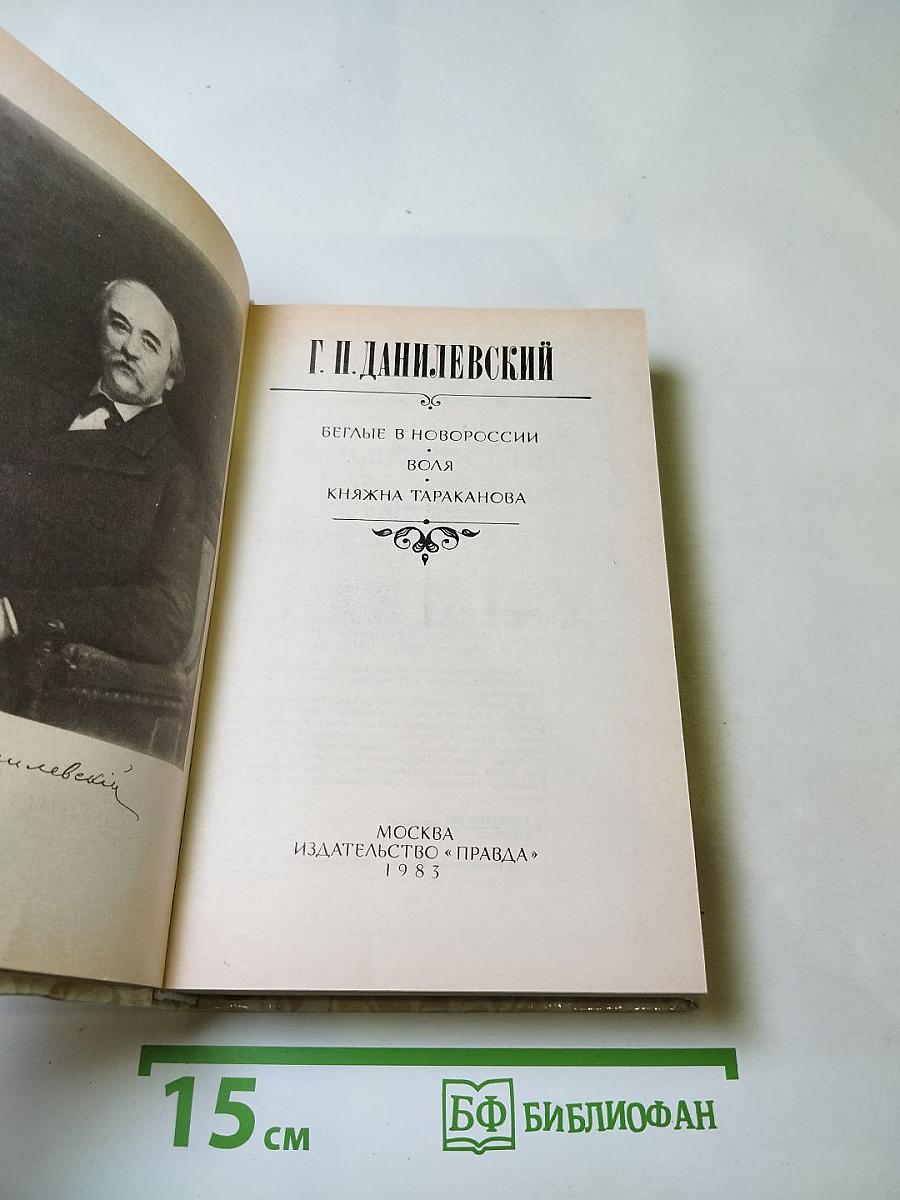 Г. П. ДАНИЛЕВСКИЙ
БЕГЛЫЕ В НОВОРОССИИ
ВОЛЯ
КНЯЖНА ТАРАКАНОВА
МОСКВА
ИЗДАТЕЛЬСТВО «ПРАВДА»
1983
15 см
БФ БИБЛИОФАН